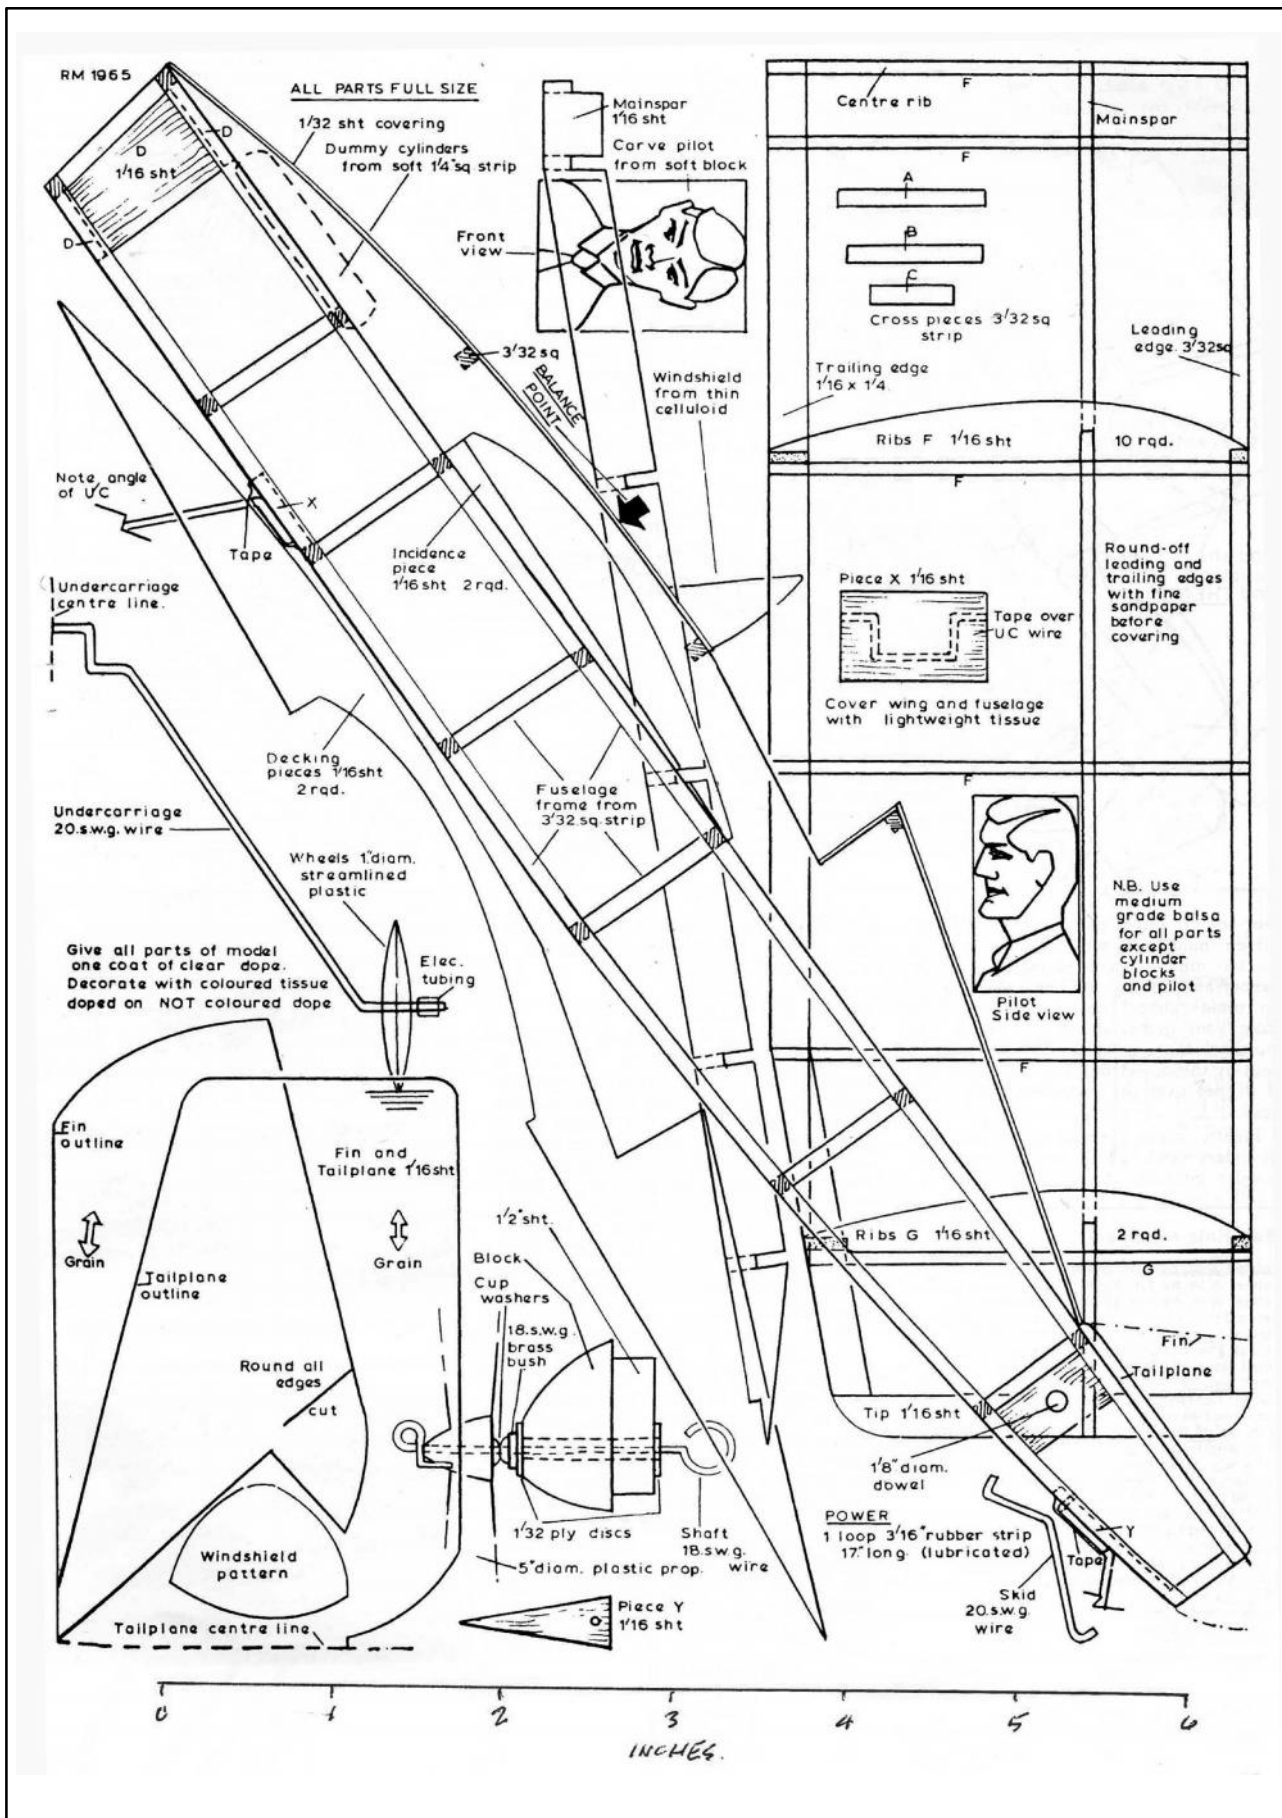 RM 1965
ALL PARTS FULL SIZE
1/32 sht covering
Dummy cylinders
from soft 1/4" sq strip
D
D
1/16 sht
D
Mainspar
1/16 sht
Carve pilot
from soft block
Front
view
Centre rib
F
Mainspar
F
A
B
C
Cross pieces 3/32 sq
strip
Leading
edge. 3/32 sq
3/32 sq
BALANCE
POINT
Windshield
from thin
celluloid
Trailing edge
1/16 x 1/4.
Ribs F 1/16 sht
10 rqd.
F
Note angle
of UC
X
Tape
Incidence
piece
1/16 sht 2 rqd.
Undercarriage
centre line.
Piece X 1/16 sht
Tape over
UC wire
Round-off
leading and
trailing edges
with fine
sandpaper
before
covering
Cover wing and fuselage
with lightweight tissue
Decking
pieces 1/16 sht
2 rqd.
F
Fuselage
frame from
3/32 sq. strip
Undercarriage
20.s.w.g. wire
Wheels 1" diam.
streamlined
plastic
N.B. Use
medium
grade balsa
for all parts
except
cylinder
blocks
and pilot
Give all parts of model
one coat of clear dope.
Decorate with coloured tissue
doped on NOT coloured dope
Elec.
tubing
Pilot
Side view
F
Fin
outline
Fin and
Tailplane 1/16 sht
1/2" sht.
Ribs G 1/16 sht
2 rqd.
Grain
Grain
Block
G
Tailplane
outline
Cup
washers
18.s.w.g.
brass
bush
Fin
Tailplane
Round all
edges
cut
Tip 1/16 sht
1/8" diam.
dowel
POWER
1 loop 3/16" rubber strip
17" long. (lubricated)
Y
Tape
1/32 ply discs
Shaft
18.s.w.g.
wire
5" diam. plastic prop.
Skid
20.s.w.g.
wire
Windshield
pattern
Piece Y
1/16 sht
Tailplane centre line
0 1 2 3 4 5 6
INCHES.